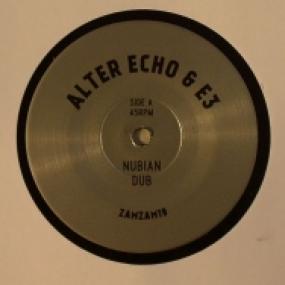 ALTER ECHO & E3
SIDE A
45RPM
NUBIAN
DUB
ZAMZAM18